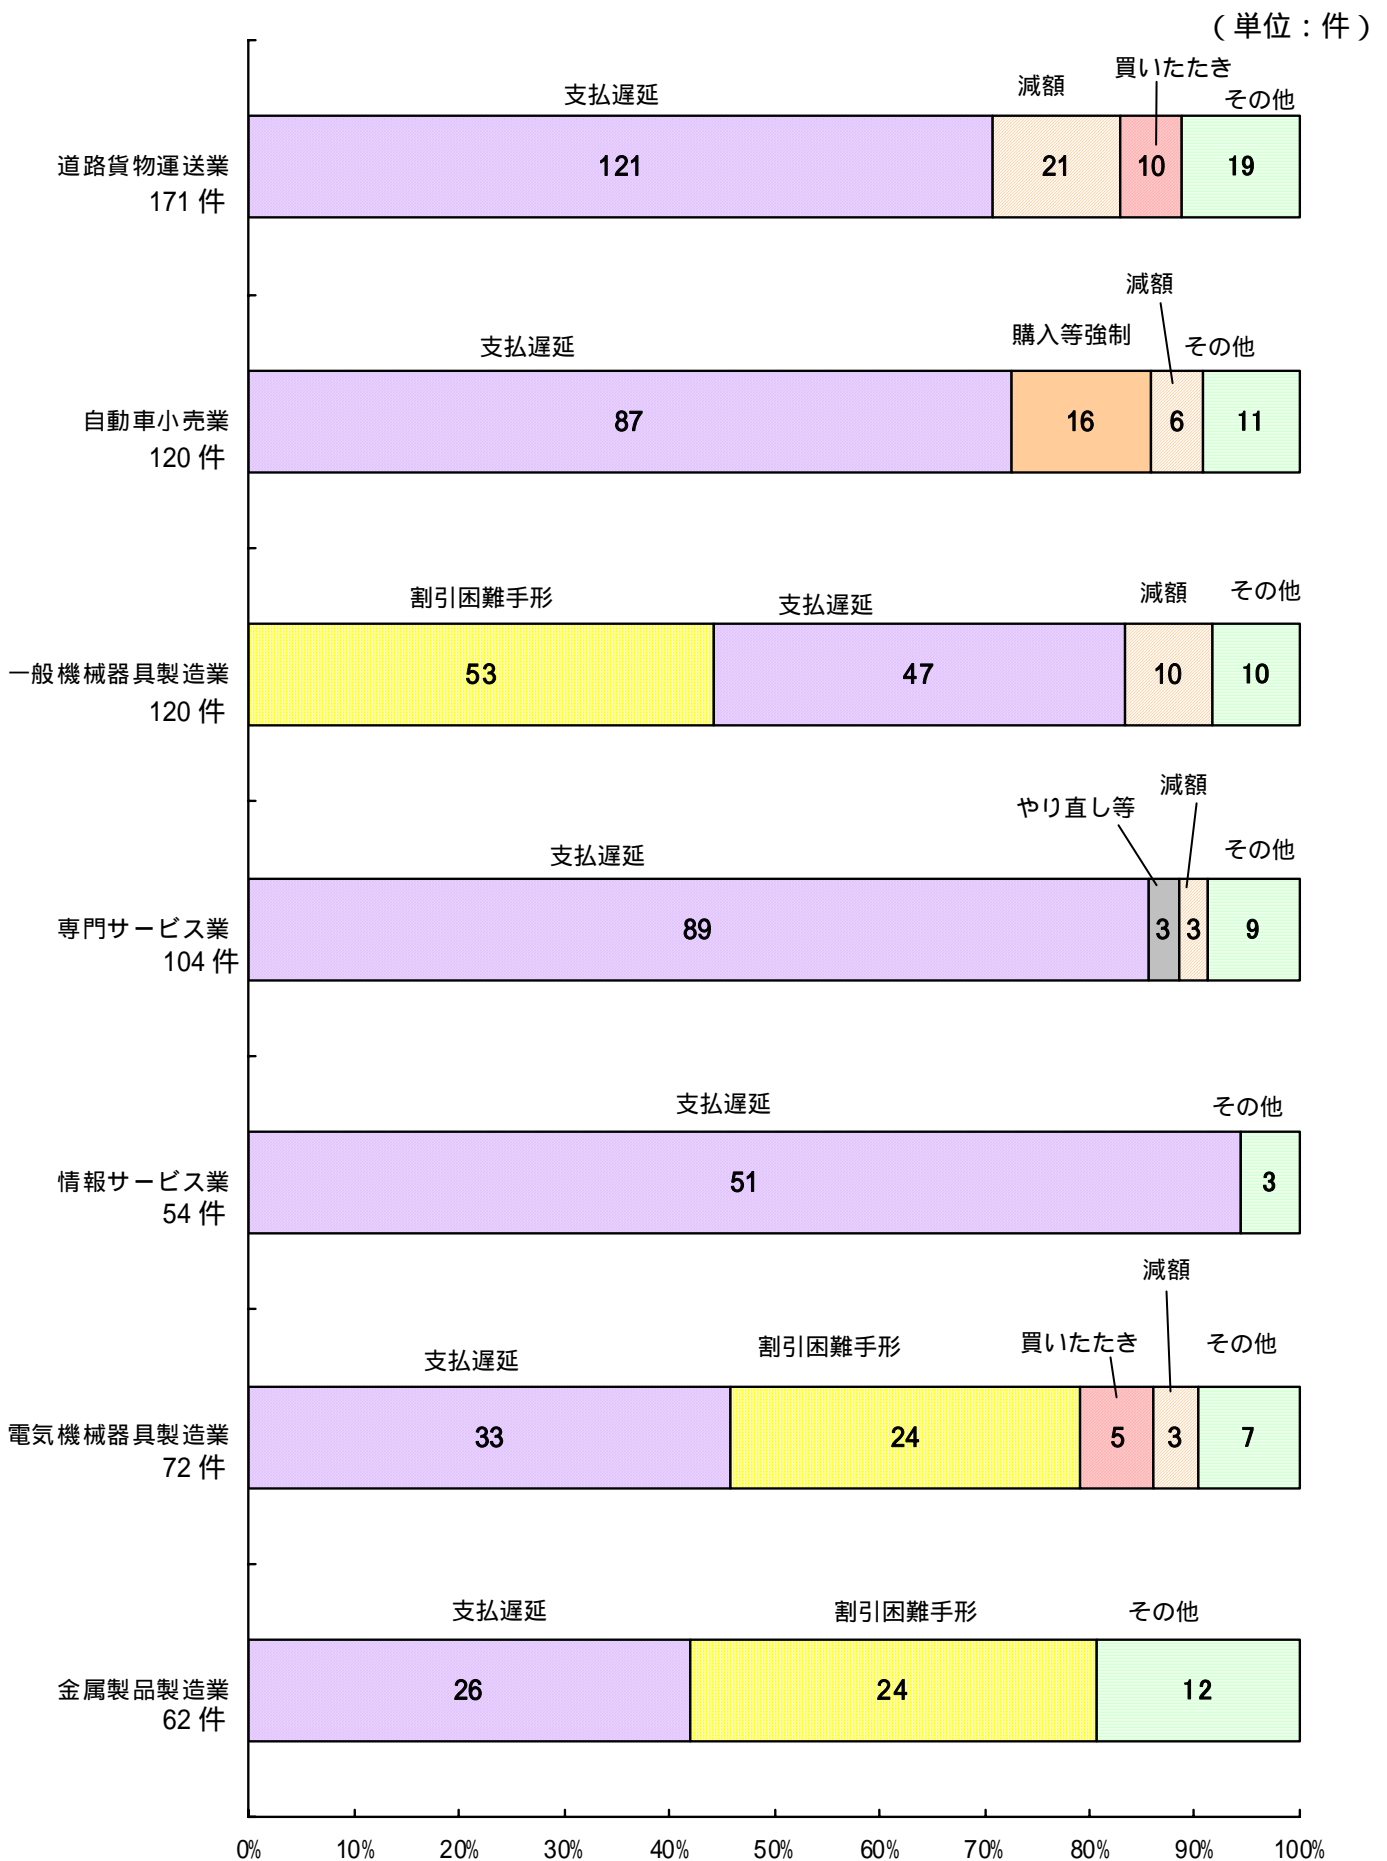 （単位：件）
支払遅延 減額 買いたたき その他
道路貨物運送業 121 21 10 19
171 件
支払遅延 購入等強制 減額 その他
自動車小売業 87 16 6 11
120 件
割引困難手形 支払遅延 減額 その他
一般機械器具製造業 53 47 10 10
120 件
支払遅延 やり直し等 減額 その他
専門サービス業 89 3 3 9
104 件
支払遅延 その他
情報サービス業 51 3
54 件
支払遅延 割引困難手形 買いたたき 減額 その他
電気機械器具製造業 33 24 5 3 7
72 件
支払遅延 割引困難手形 その他
金属製品製造業 26 24 12
62 件
0% 10% 20% 30% 40% 50% 60% 70% 80% 90% 100%